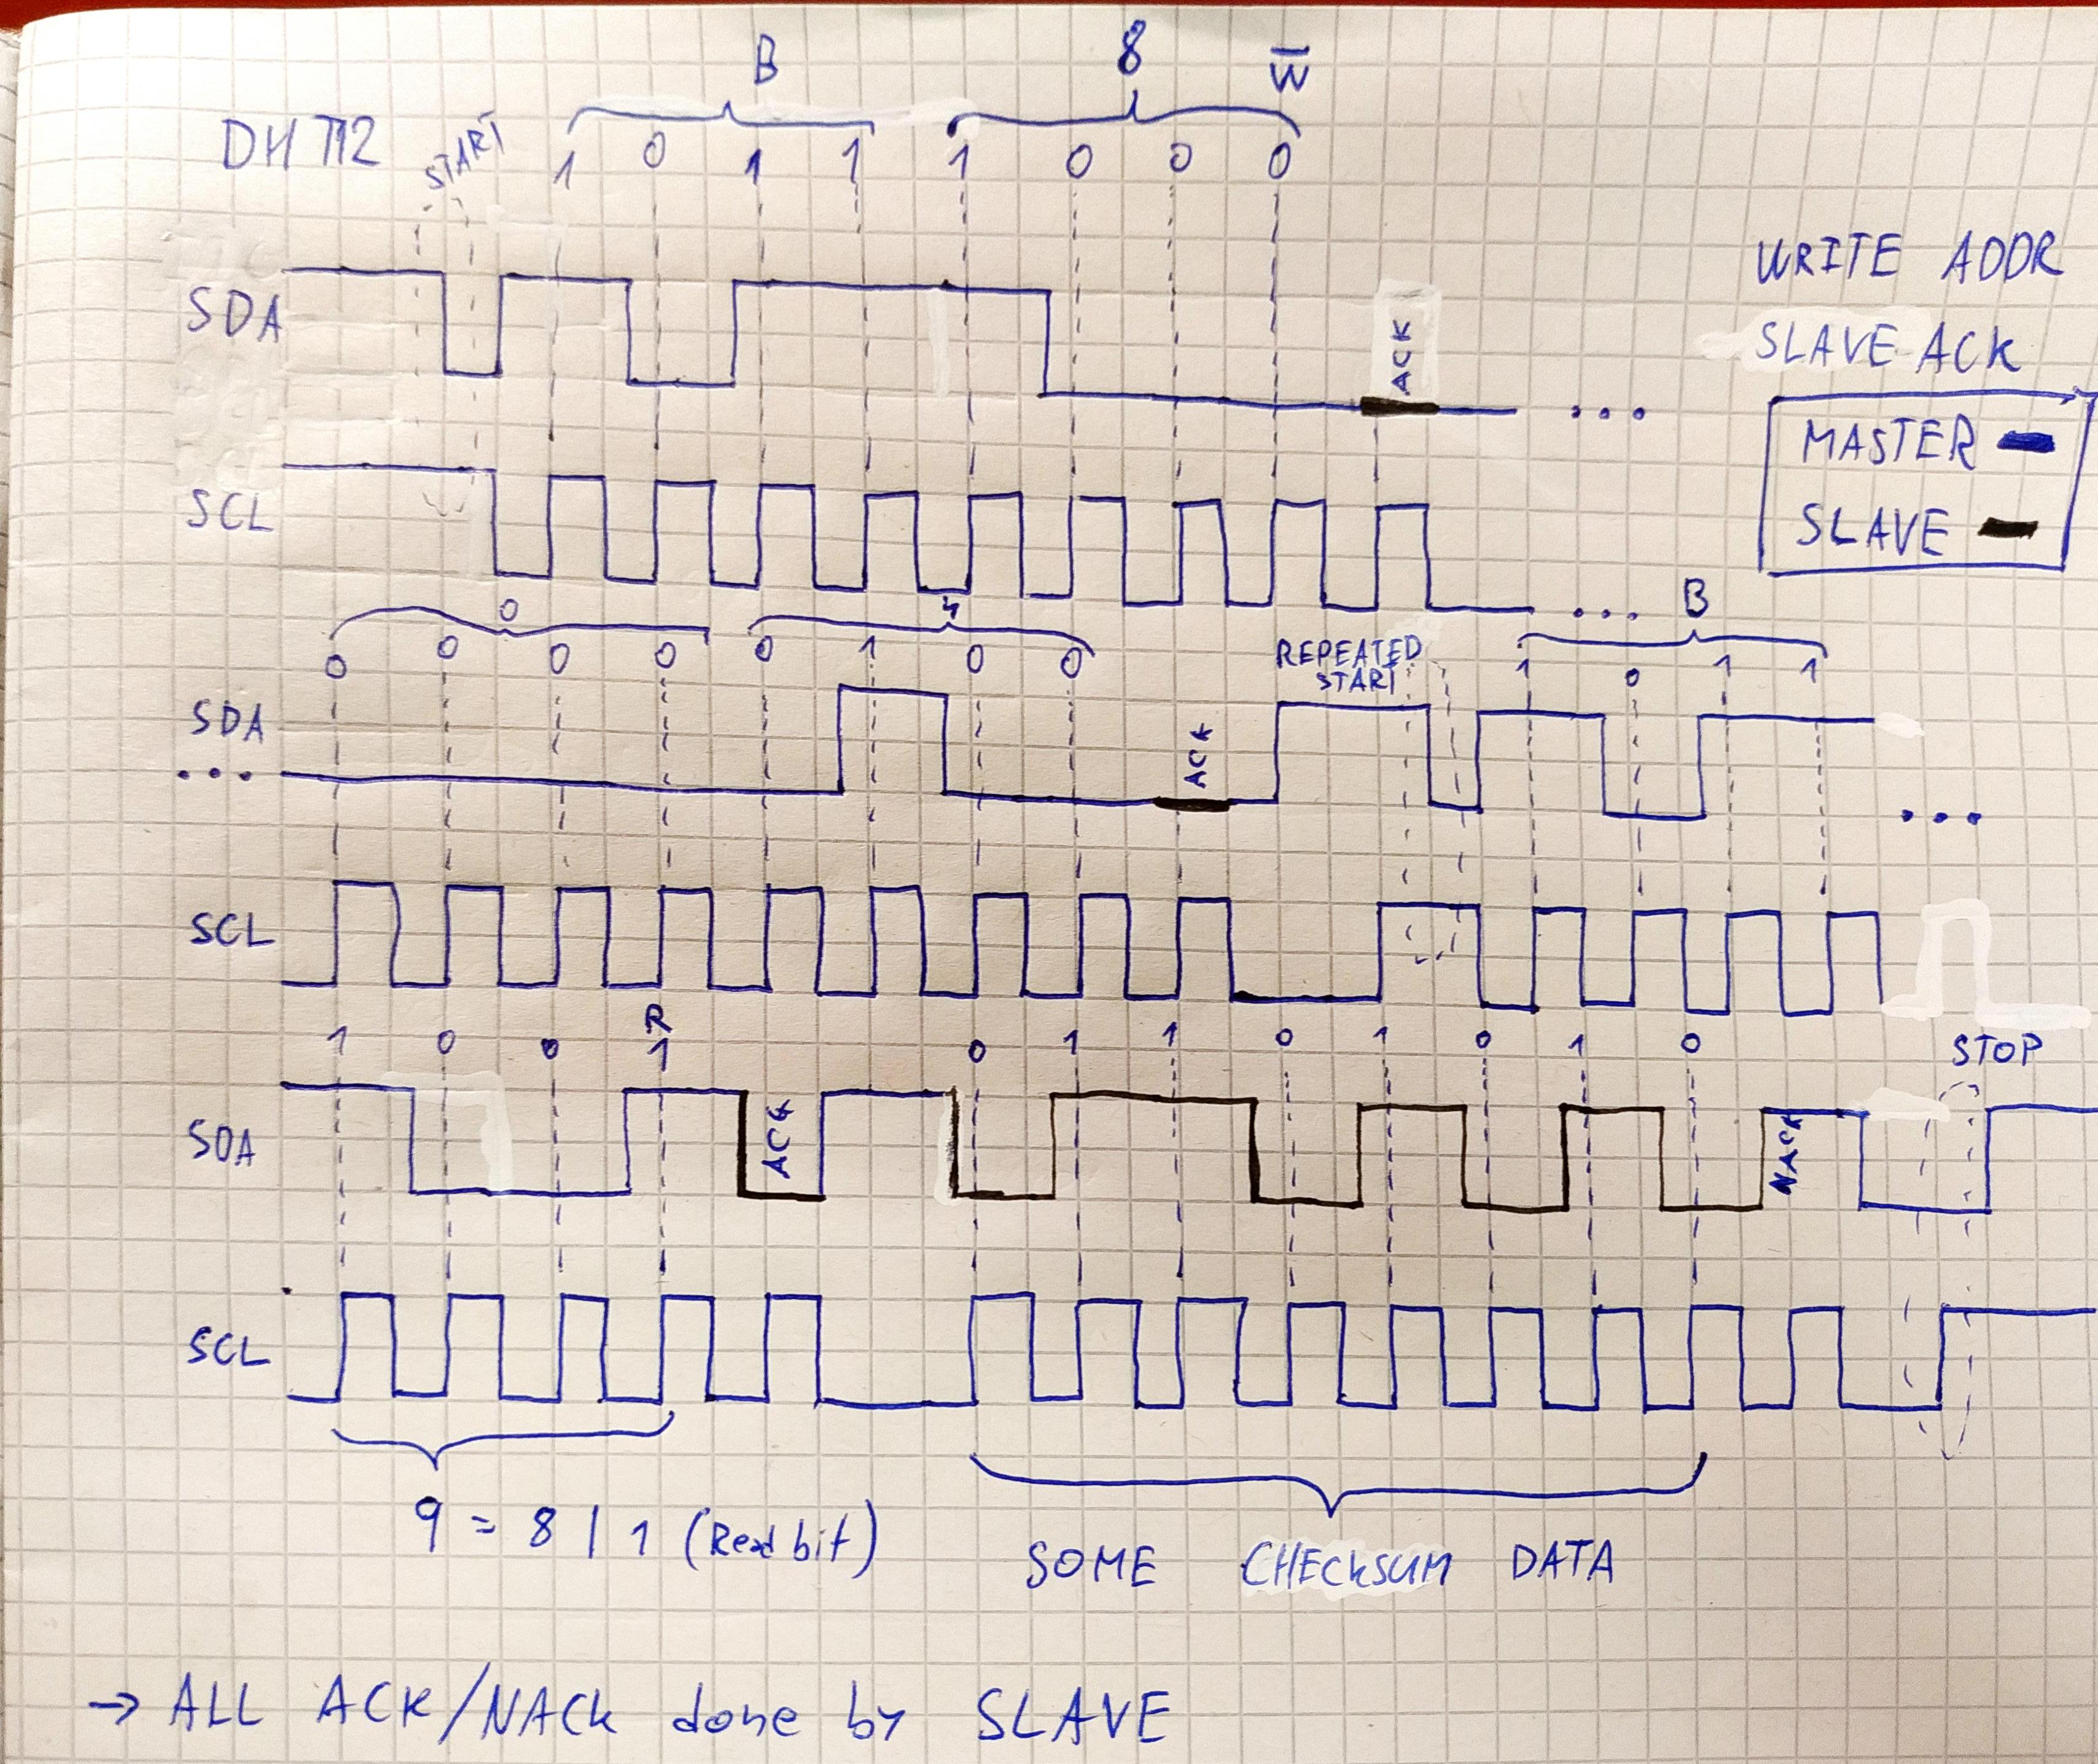 B 8 W̅
DHT12 START 1 0 1 1 1 0 0 0
WRITE ADDR
SDA ACK SLAVE ACK
...
MASTER
SCL SLAVE
0 4 ... B
0 0 0 0 0 1 0 0 REPEATED START 1 0 1 1
SDA ACK
... ...
SCL
R
1 0 0 1 0 1 1 0 1 0 1 0 STOP
SDA ACK NACK
SCL
9 = 8 | 1 (Read bit)
SOME CHECKSUM DATA
→ ALL ACK/NACK done by SLAVE